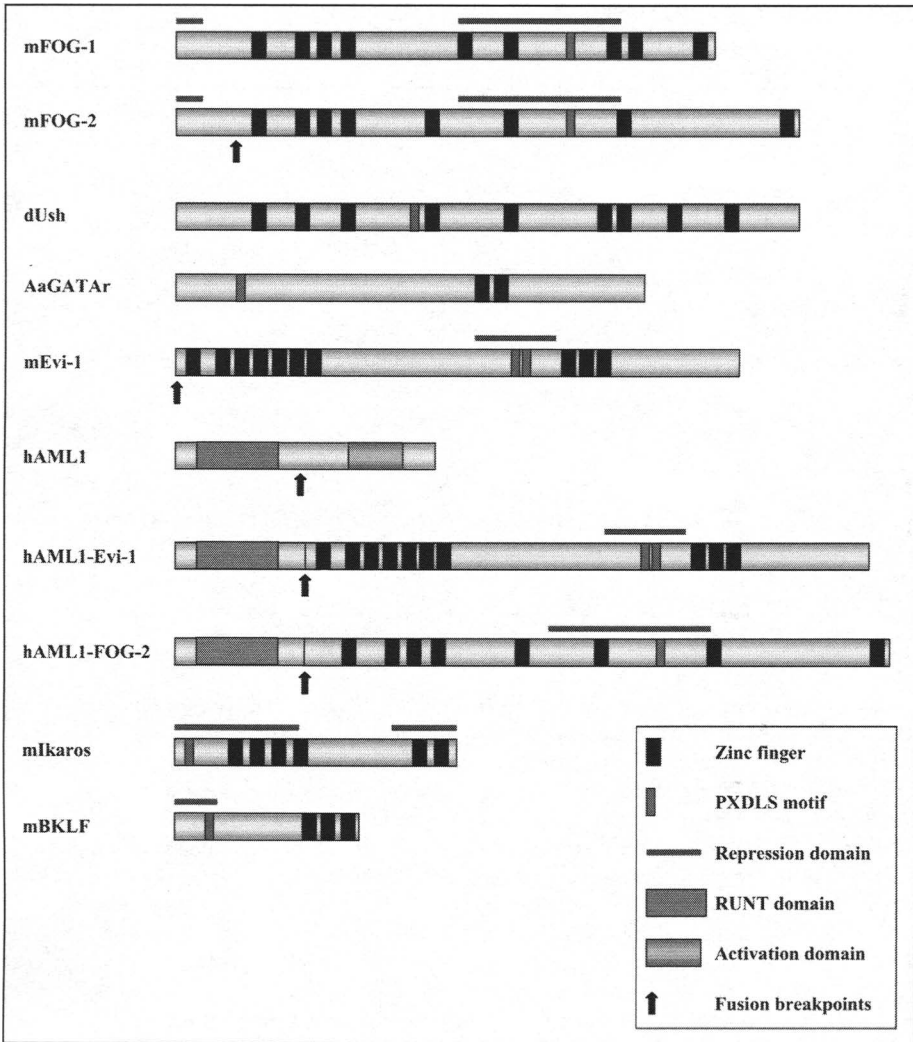 mFOG-1
mFOG-2
dUsh
AaGATAr
mEvi-1
hAML1
hAML1-Evi-1
hAML1-FOG-2
mIkaros
mBKLF
Zinc finger
PXDLS motif
Repression domain
RUNT domain
Activation domain
Fusion breakpoints